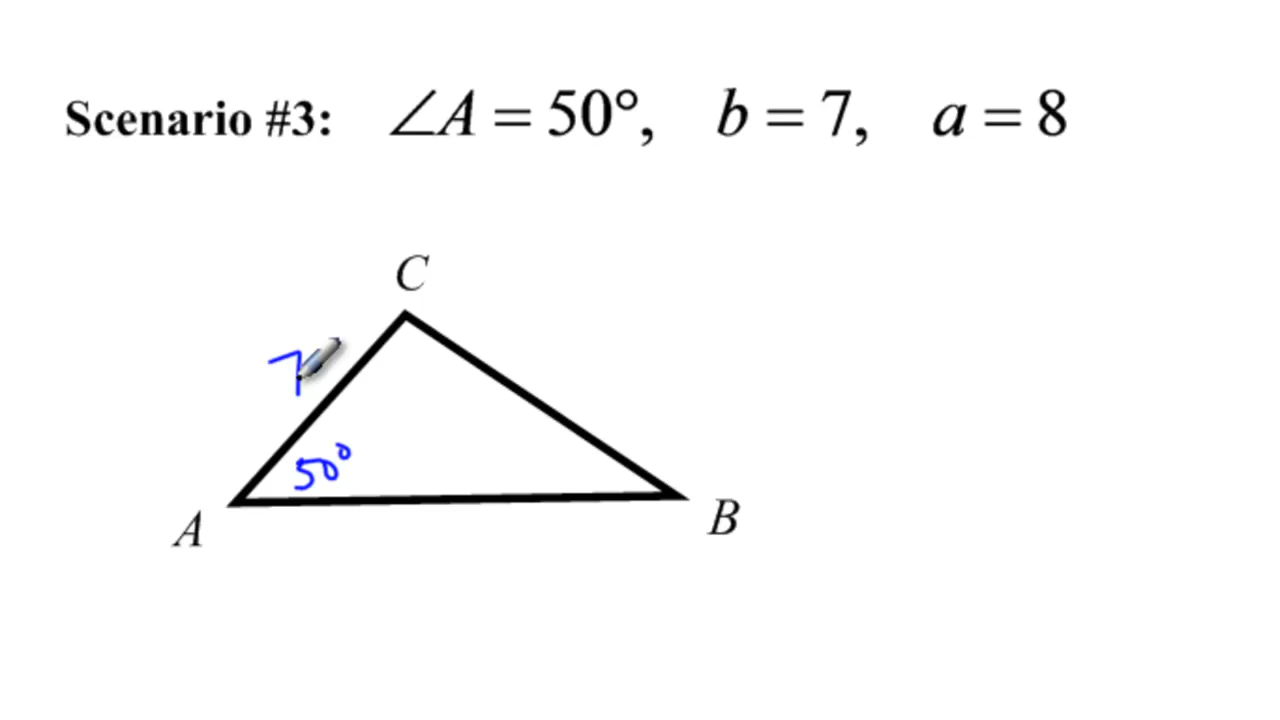 Scenario #3: ∠A = 50°, b = 7, a = 8
C
7
50°
A
B